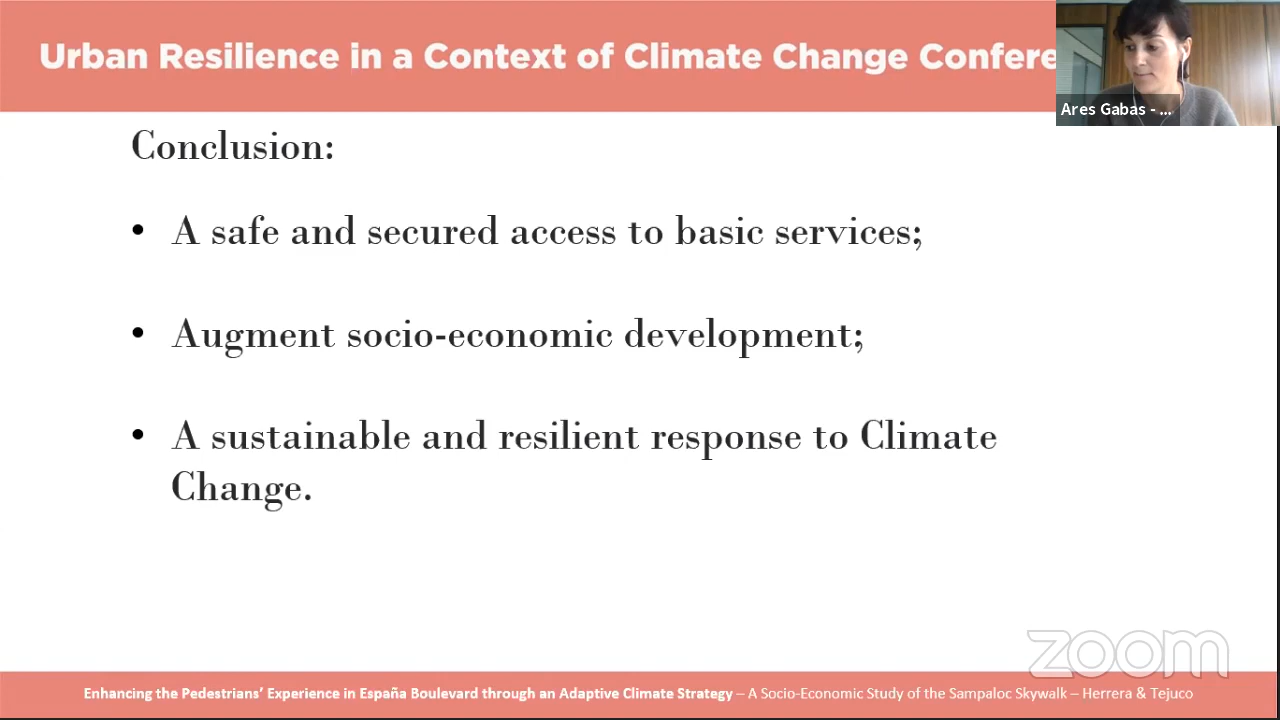 Urban Resilience in a Context of Climate Change Confere
Ares Gabas - ...
Conclusion:
• A safe and secured access to basic services;
• Augment socio-economic development;
• A sustainable and resilient response to Climate
Change.
zoom
Enhancing the Pedestrians’ Experience in España Boulevard through an Adaptive Climate Strategy – A Socio-Economic Study of the Sampaloc Skywalk – Herrera & Tejuco